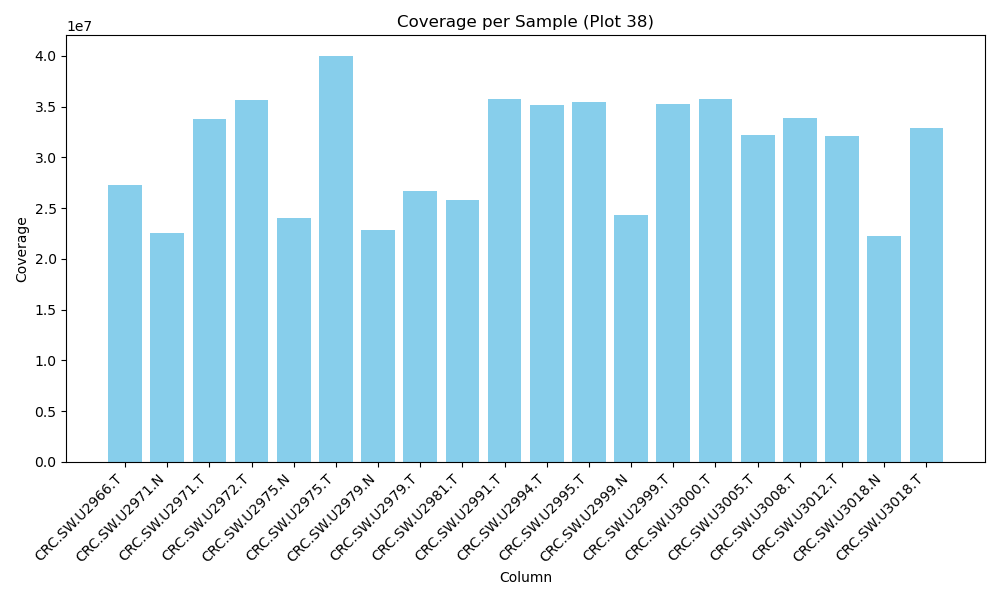 Coverage per Sample (Plot 38)
1e7
4.0
3.5
3.0
2.5
2.0
1.5
1.0
0.5
0.0
Coverage
CRC.SW.U2966.T
CRC.SW.U2971.N
CRC.SW.U2971.T
CRC.SW.U2972.T
CRC.SW.U2975.N
CRC.SW.U2975.T
CRC.SW.U2979.N
CRC.SW.U2979.T
CRC.SW.U2981.T
CRC.SW.U2991.T
CRC.SW.U2994.T
CRC.SW.U2995.T
CRC.SW.U2999.N
CRC.SW.U2999.T
CRC.SW.U3000.T
CRC.SW.U3005.T
CRC.SW.U3008.T
CRC.SW.U3012.T
CRC.SW.U3018.N
CRC.SW.U3018.T
Column